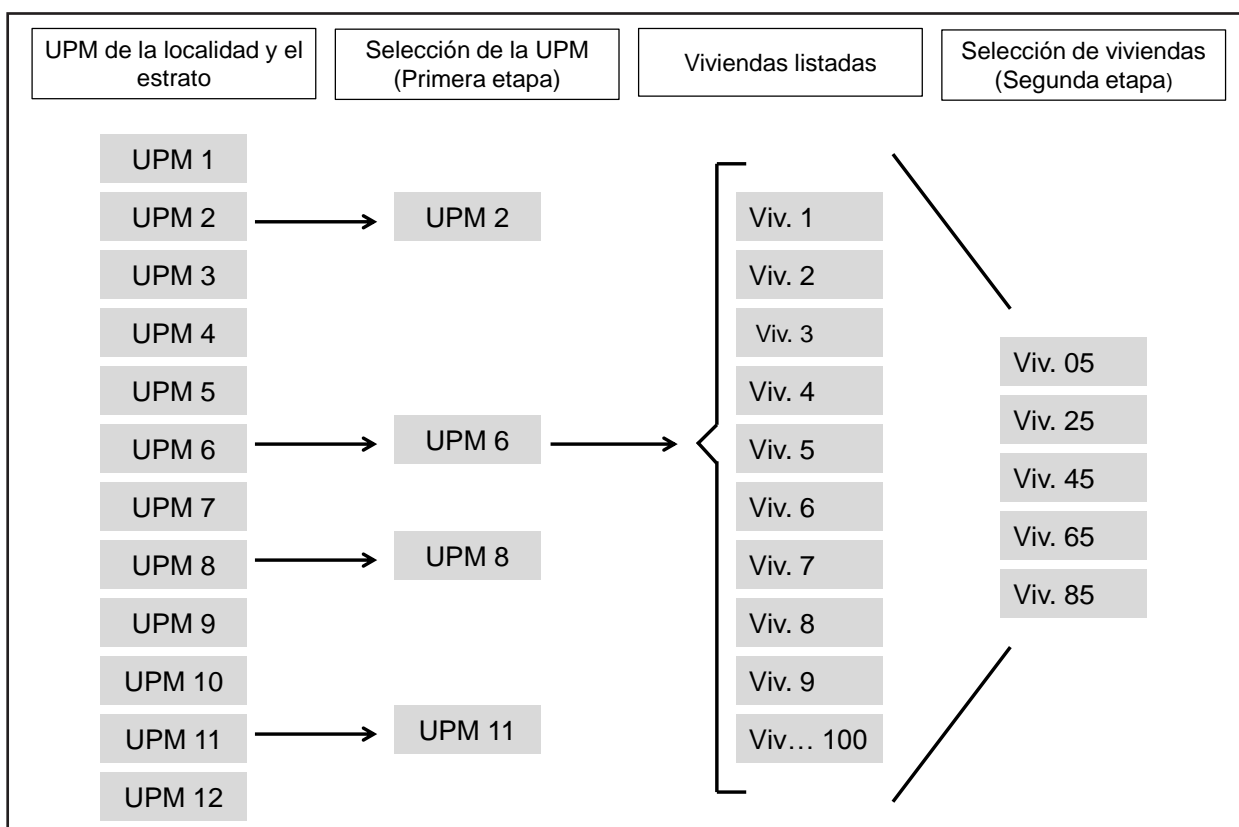 UPM de la localidad y el
estrato
Selección de la UPM
(Primera etapa)
Viviendas listadas
Selección de viviendas
(Segunda etapa)
UPM 1
UPM 2
UPM 3
UPM 4
UPM 5
UPM 6
UPM 7
UPM 8
UPM 9
UPM 10
UPM 11
UPM 12
UPM 2
UPM 6
UPM 8
UPM 11
Viv. 1
Viv. 2
Viv. 3
Viv. 4
Viv. 5
Viv. 6
Viv. 7
Viv. 8
Viv. 9
Viv… 100
Viv. 05
Viv. 25
Viv. 45
Viv. 65
Viv. 85